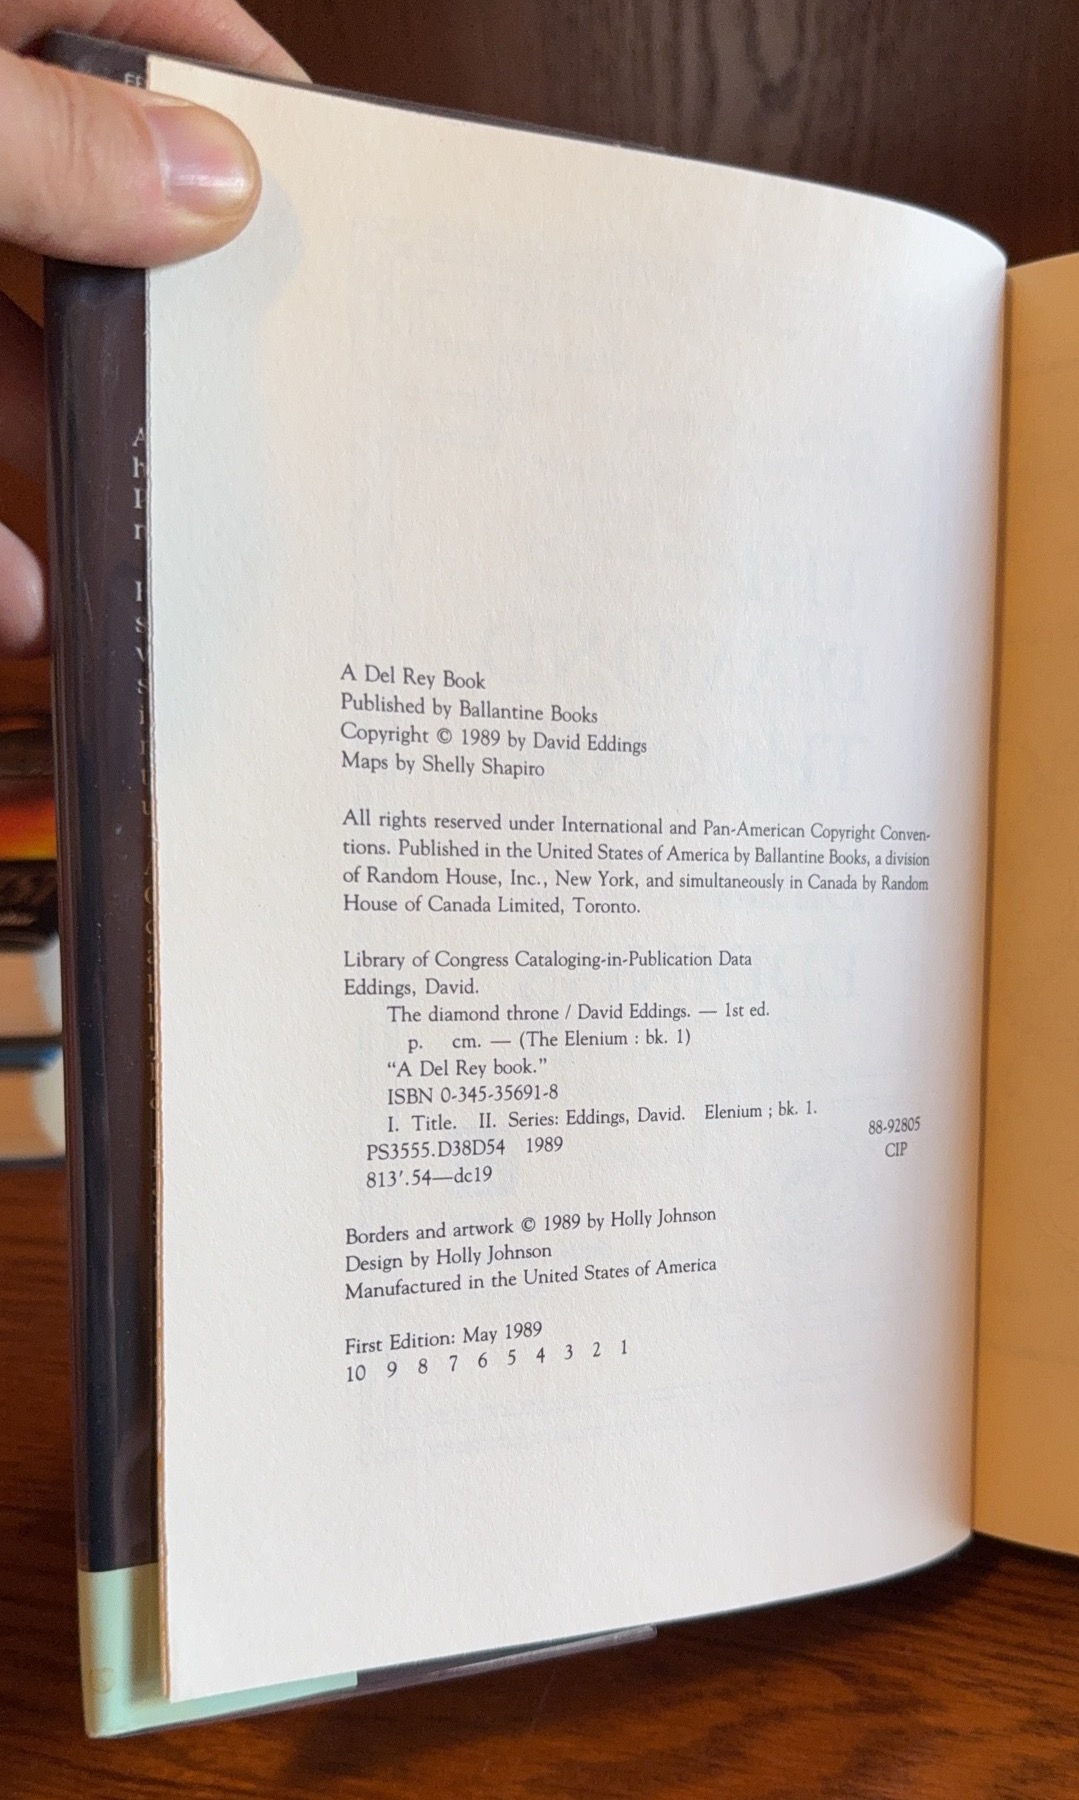 A Del Rey Book
Published by Ballantine Books
Copyright © 1989 by David Eddings
Maps by Shelly Shapiro
All rights reserved under International and Pan-American Copyright Conven-
tions. Published in the United States of America by Ballantine Books, a division
of Random House, Inc., New York, and simultaneously in Canada by Random
House of Canada Limited, Toronto.
Library of Congress Cataloging-in-Publication Data
Eddings, David.
The diamond throne / David Eddings. — 1st ed.
p. cm. — (The Elenium : bk. 1)
“A Del Rey book.”
ISBN 0-345-35691-8
I. Title. II. Series: Eddings, David. Elenium ; bk. 1.
PS3555.D38D54 1989 88-92805
813′.54—dc19 CIP
Borders and artwork © 1989 by Holly Johnson
Design by Holly Johnson
Manufactured in the United States of America
First Edition: May 1989
10 9 8 7 6 5 4 3 2 1